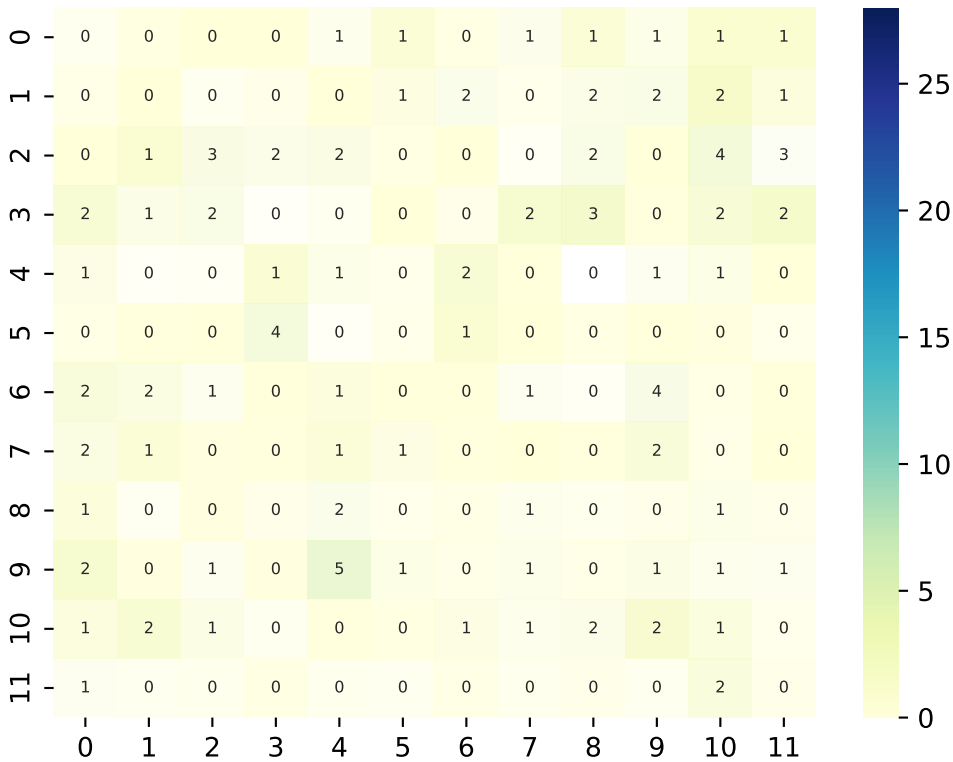 0 0 0 0 0 1 1 0 1 1 1 1 1
1 0 0 0 0 0 1 2 0 2 2 2 1
2 0 1 3 2 2 0 0 0 2 0 4 3
3 2 1 2 0 0 0 0 2 3 0 2 2
4 1 0 0 1 1 0 2 0 0 1 1 0
5 0 0 0 4 0 0 1 0 0 0 0 0
6 2 2 1 0 1 0 0 1 0 4 0 0
7 2 1 0 0 1 1 0 0 0 2 0 0
8 1 0 0 0 2 0 0 1 0 0 1 0
9 2 0 1 0 5 1 0 1 0 1 1 1
10 1 2 1 0 0 0 1 1 2 2 1 0
11 1 0 0 0 0 0 0 0 0 0 2 0
0 1 2 3 4 5 6 7 8 9 10 11
25
20
15
10
5
0